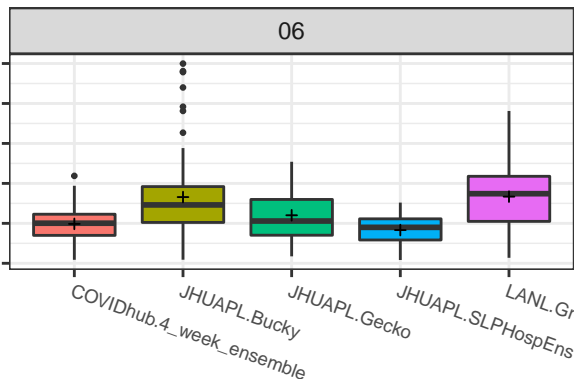 06
COVIDhub.4_week_ensemble
JHUAPL.Bucky
JHUAPL.Gecko
JHUAPL.SLPHospEns
LANL.Gr